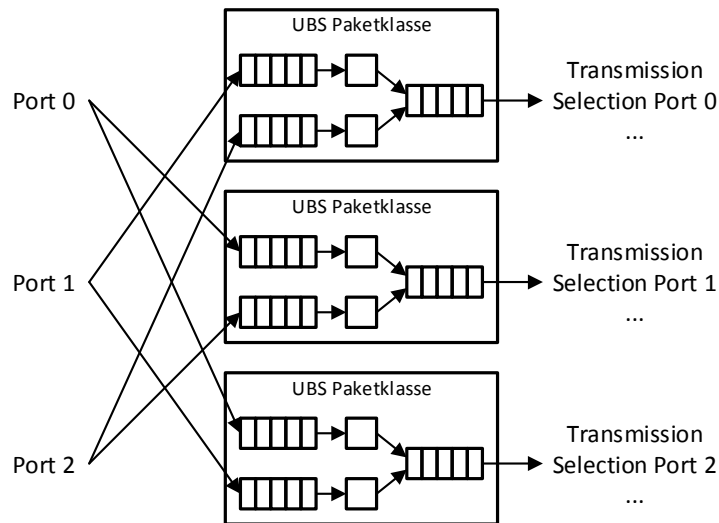 UBS Paketklasse
Port 0
Transmission
Selection Port 0
...
UBS Paketklasse
Port 1
Transmission
Selection Port 1
...
UBS Paketklasse
Port 2
Transmission
Selection Port 2
...